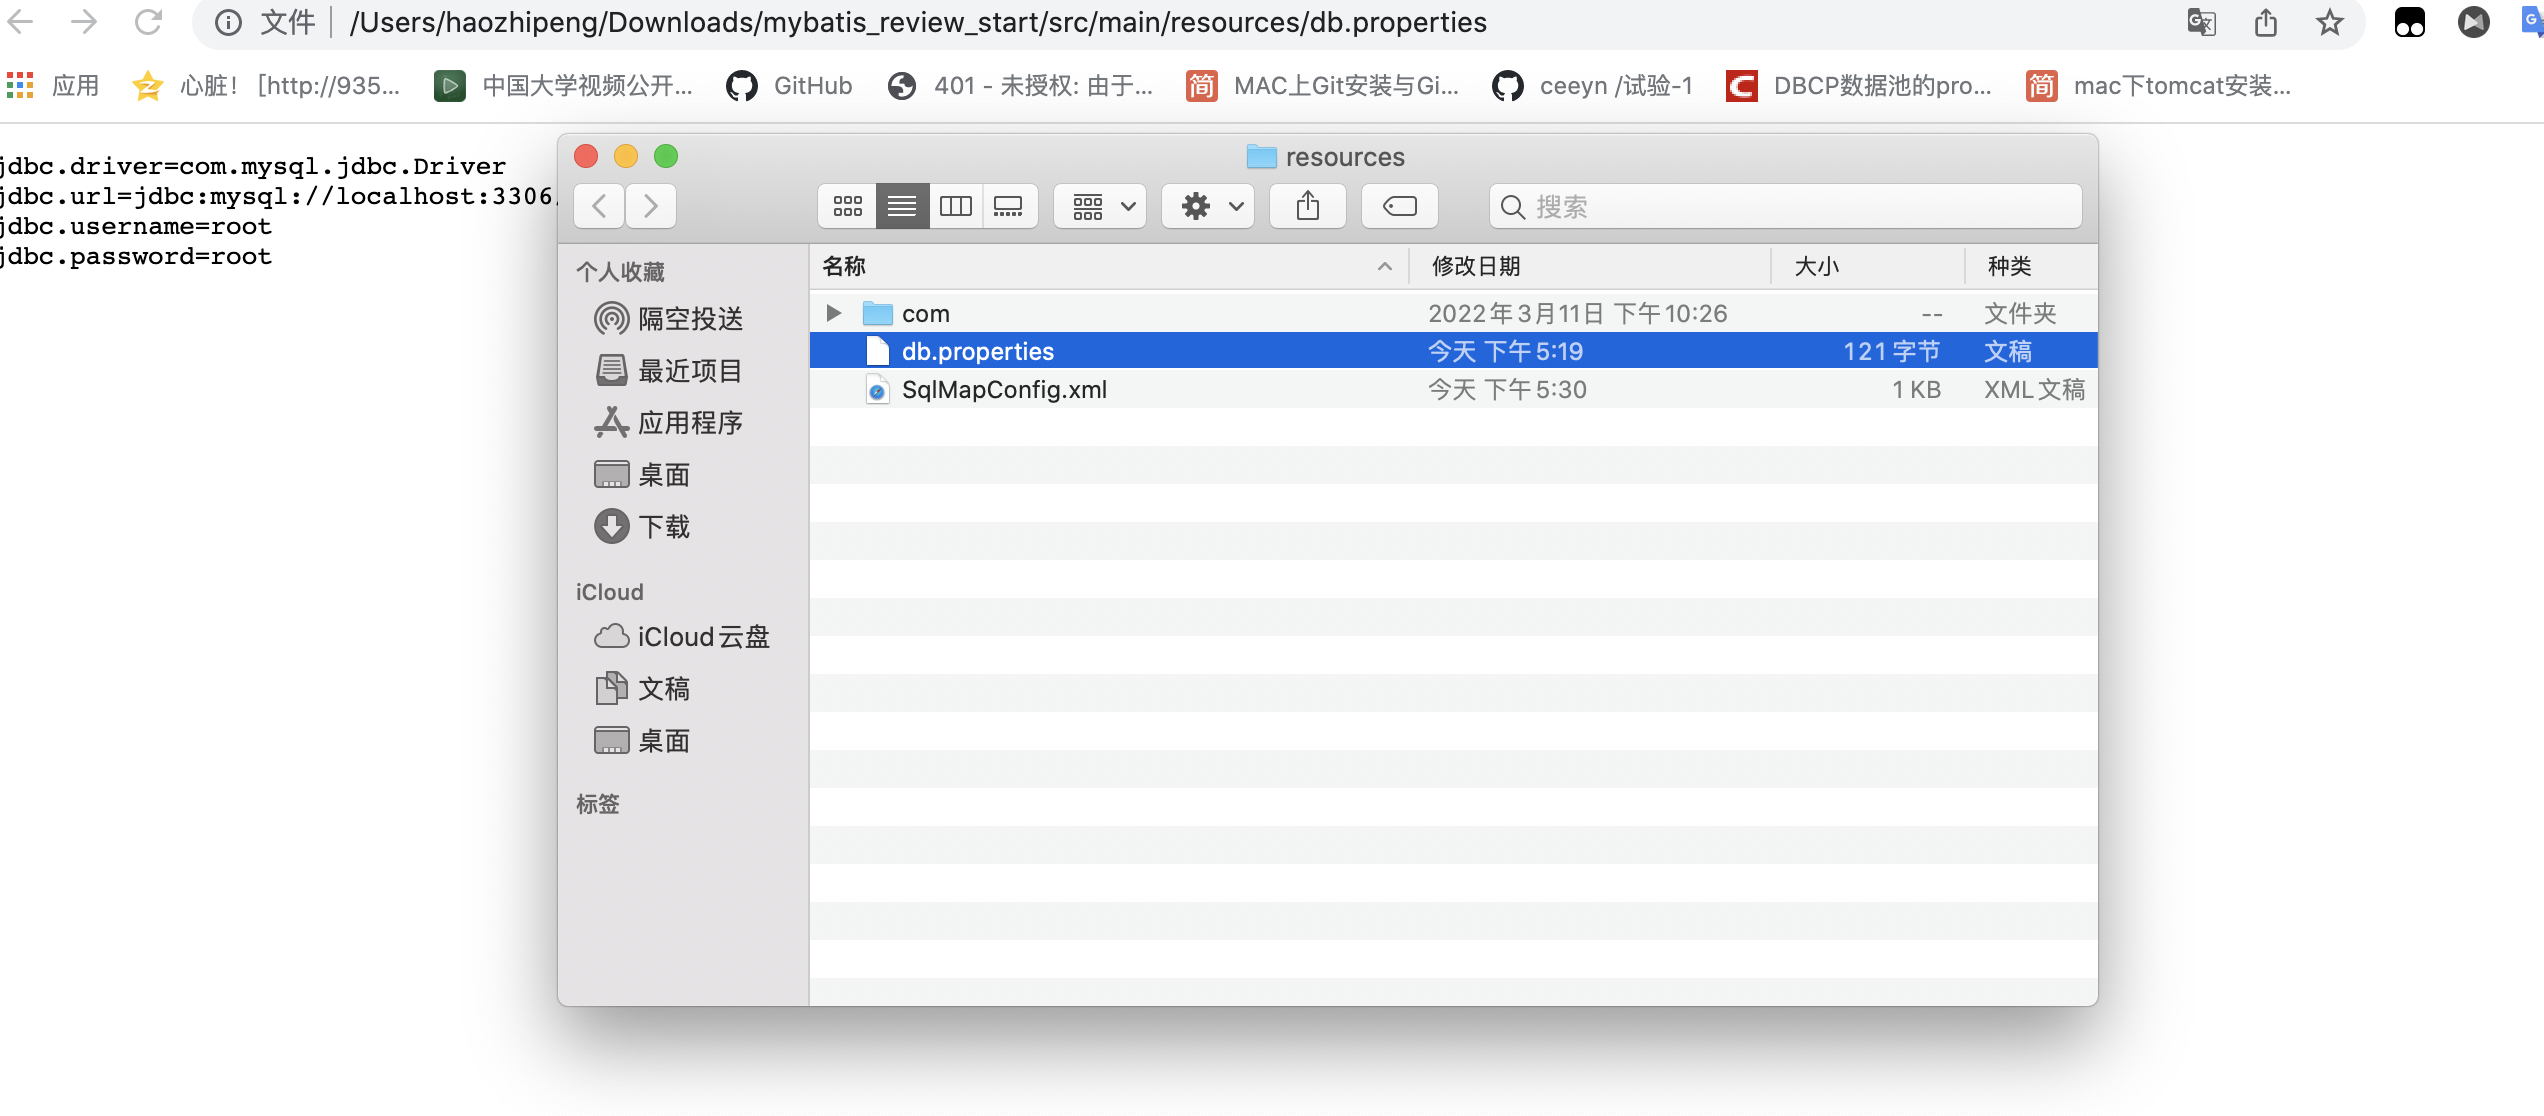 文件 /Users/haozhipeng/Downloads/mybatis_review_start/src/main/resources/db.properties
应用 心脏！[http://935... 中国大学视频公开... GitHub 401 - 未授权: 由于... MAC上Git安装与Gi... ceeyn /试验-1 DBCP数据池的pro... mac下tomcat安装...
jdbc.driver=com.mysql.jdbc.Driver
jdbc.url=jdbc:mysql://localhost:3306
jdbc.username=root
jdbc.password=root
resources
搜索
个人收藏
隔空投送
最近项目
应用程序
桌面
下载
iCloud
iCloud云盘
文稿
桌面
标签
名称 修改日期 大小 种类
com 2022年3月11日 下午10:26 -- 文件夹
db.properties 今天 下午5:19 121 字节 文稿
SqlMapConfig.xml 今天 下午5:30 1 KB XML文稿